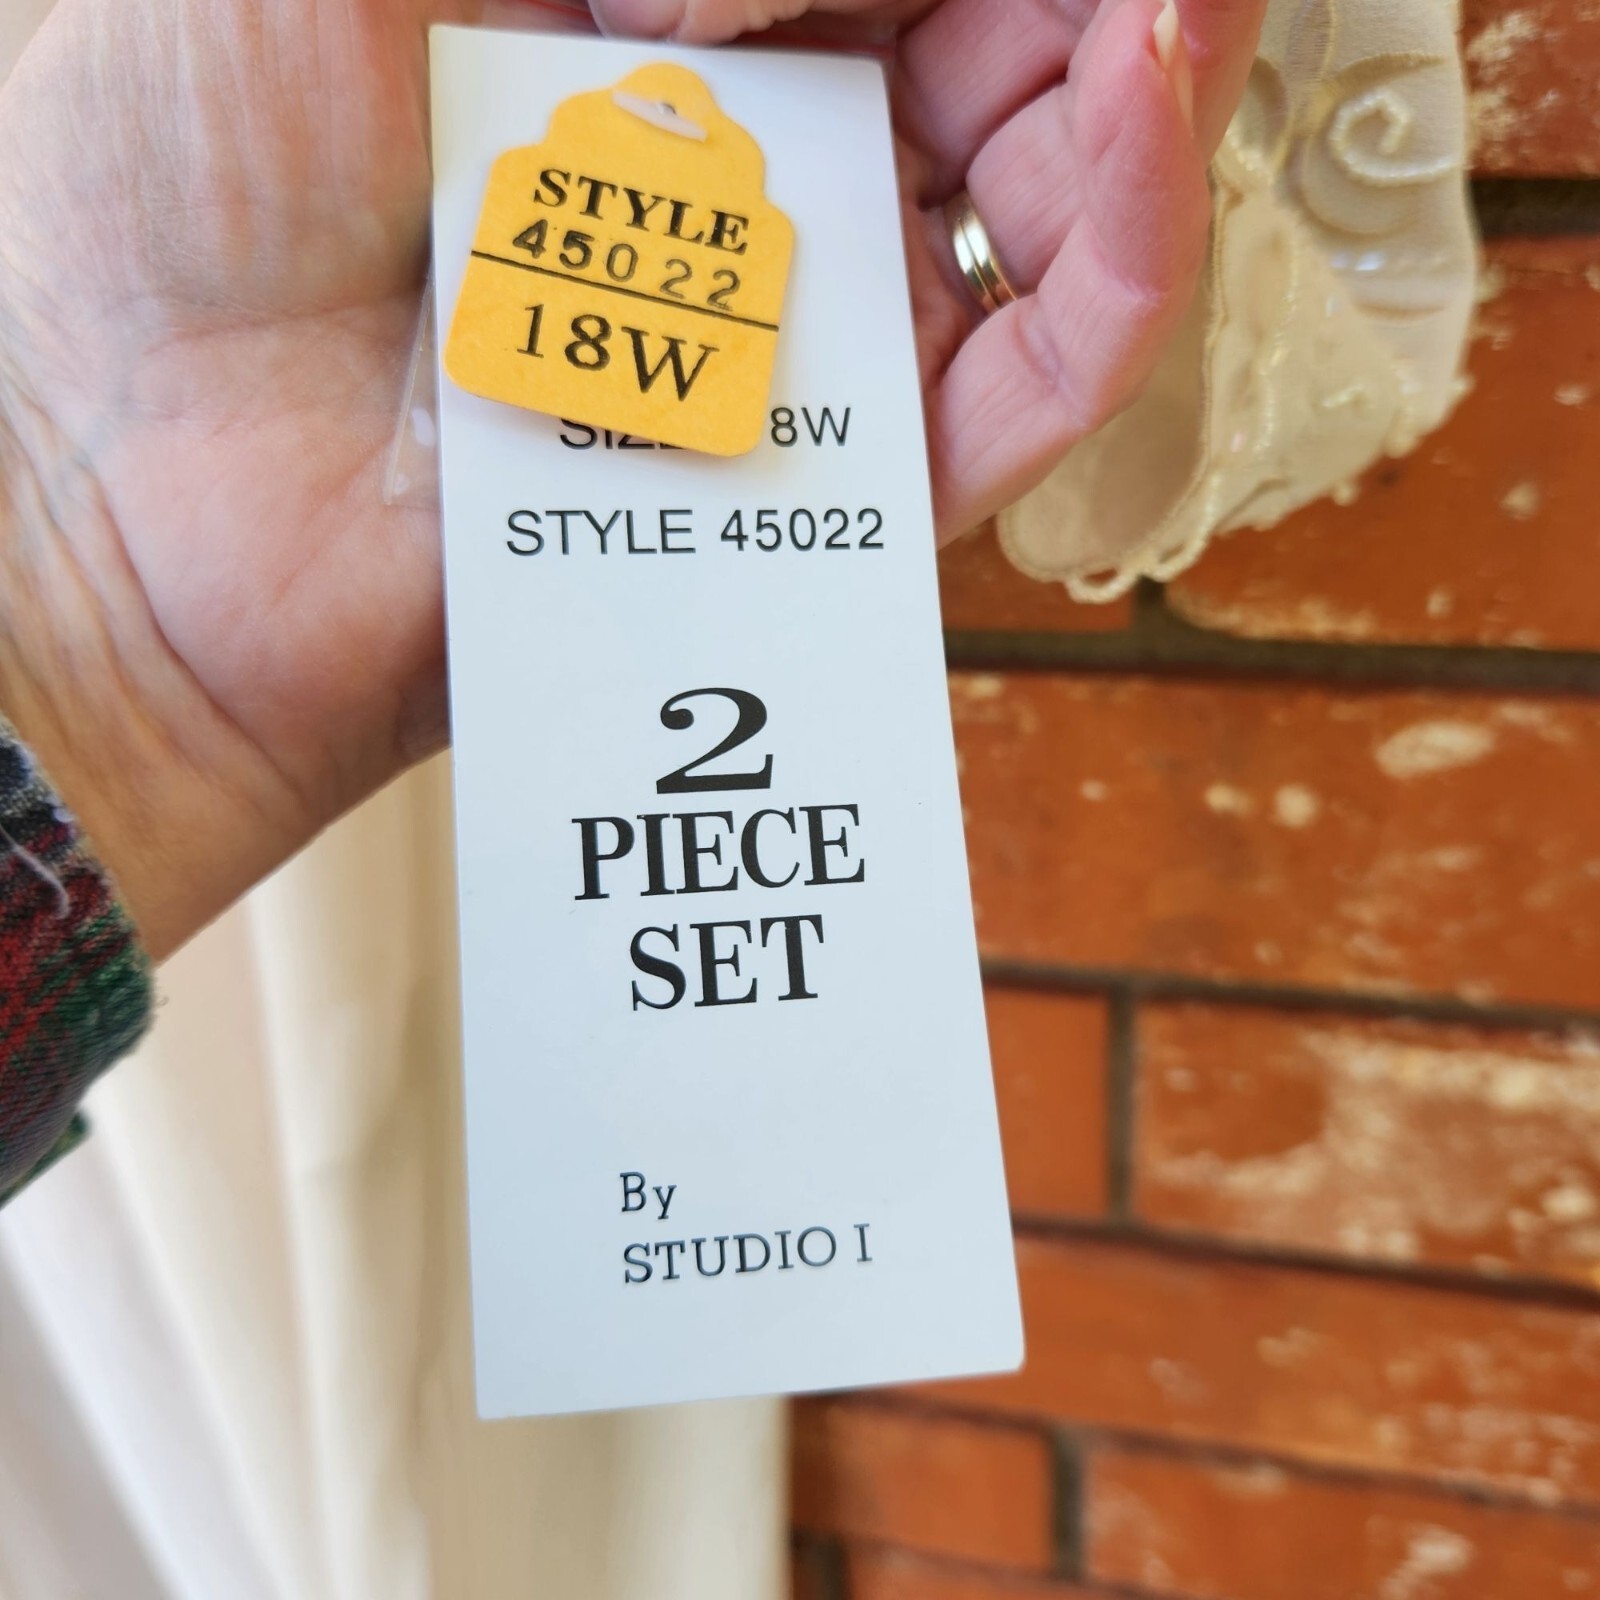 STYLE
45022
18W
8W
STYLE 45022
2
PIECE
SET
By
STUDIO I